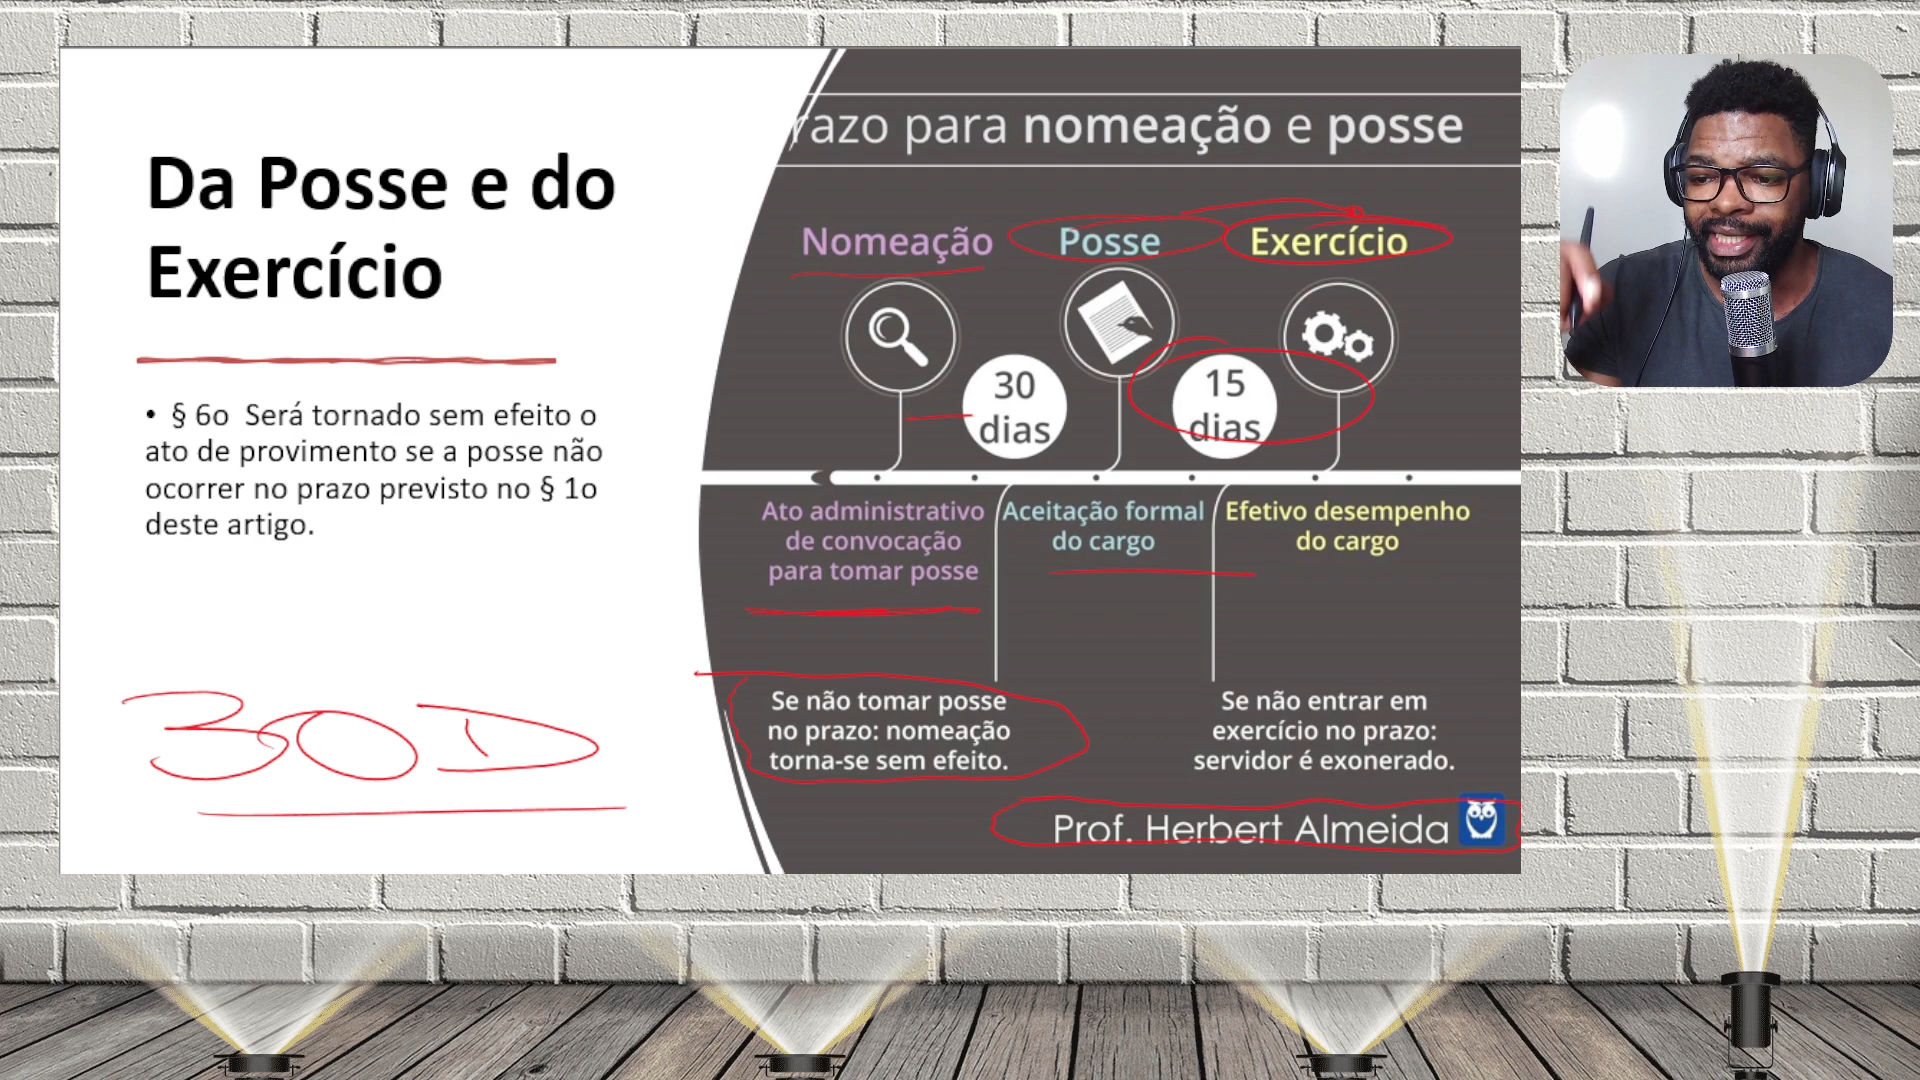 Da Posse e do
Exercício
• § 6o Será tornado sem efeito o
ato de provimento se a posse não
ocorrer no prazo previsto no § 1o
deste artigo.
30D
razo para nomeação e posse
Nomeação
Posse
Exercício
30
dias
15
dias
Ato administrativo
de convocação
para tomar posse
Aceitação formal
do cargo
Efetivo desempenho
do cargo
Se não tomar posse
no prazo: nomeação
torna-se sem efeito.
Se não entrar em
exercício no prazo:
servidor é exonerado.
Prof. Herbert Almeida